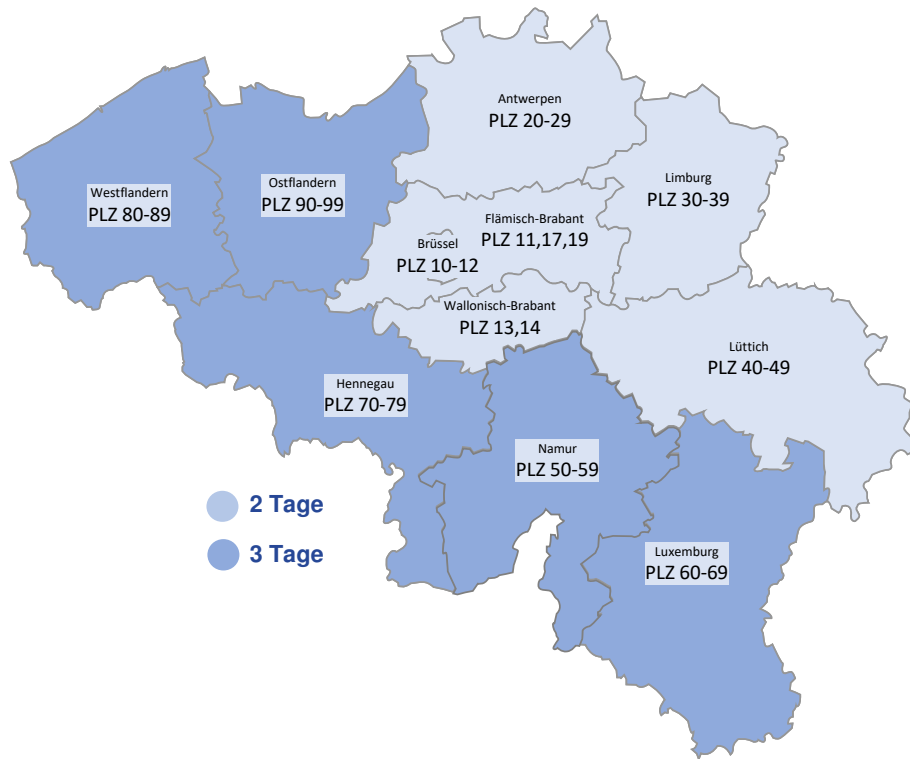 Antwerpen
PLZ 20-29
Limburg
PLZ 30-39
Westflandern
PLZ 80-89
Ostflandern
PLZ 90-99
Flämisch-Brabant
PLZ 11,17,19
Brüssel
PLZ 10-12
Wallonisch-Brabant
PLZ 13,14
Lüttich
PLZ 40-49
Hennegau
PLZ 70-79
Namur
PLZ 50-59
Luxemburg
PLZ 60-69
2 Tage
3 Tage